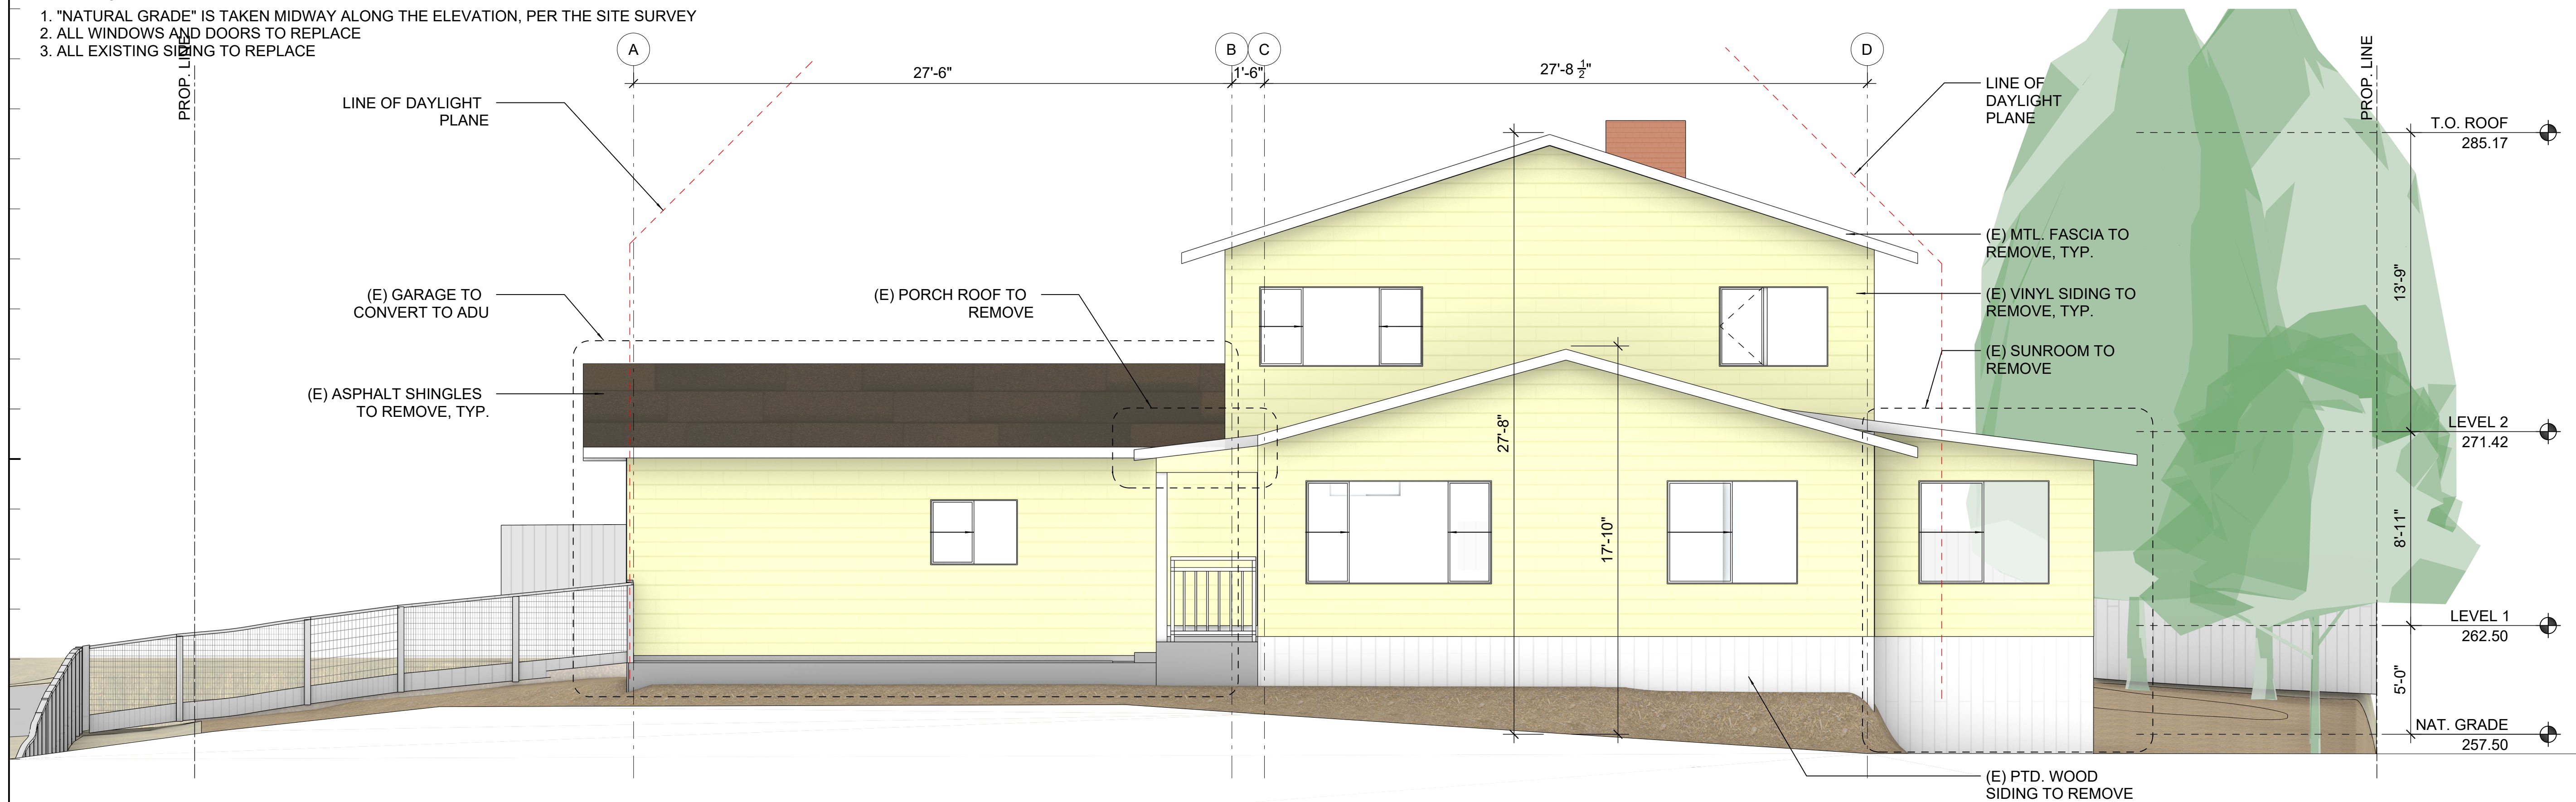 1. "NATURAL GRADE" IS TAKEN MIDWAY ALONG THE ELEVATION, PER THE SITE SURVEY
2. ALL WINDOWS AND DOORS TO REPLACE
3. ALL EXISTING SIDING TO REPLACE
PROP. LINE
A
B
C
D
27'-6"
1'-6"
27'-8 1/2"
PROP. LINE
LINE OF DAYLIGHT
PLANE
LINE OF
DAYLIGHT
PLANE
T.O. ROOF
285.17
(E) MTL. FASCIA TO
REMOVE, TYP.
13'-9"
(E) GARAGE TO
CONVERT TO ADU
(E) PORCH ROOF TO
REMOVE
(E) VINYL SIDING TO
REMOVE, TYP.
(E) SUNROOM TO
REMOVE
(E) ASPHALT SHINGLES
TO REMOVE, TYP.
27'-8"
LEVEL 2
271.42
17'-10"
8'-11"
LEVEL 1
262.50
5'-0"
NAT. GRADE
257.50
(E) PTD. WOOD
SIDING TO REMOVE